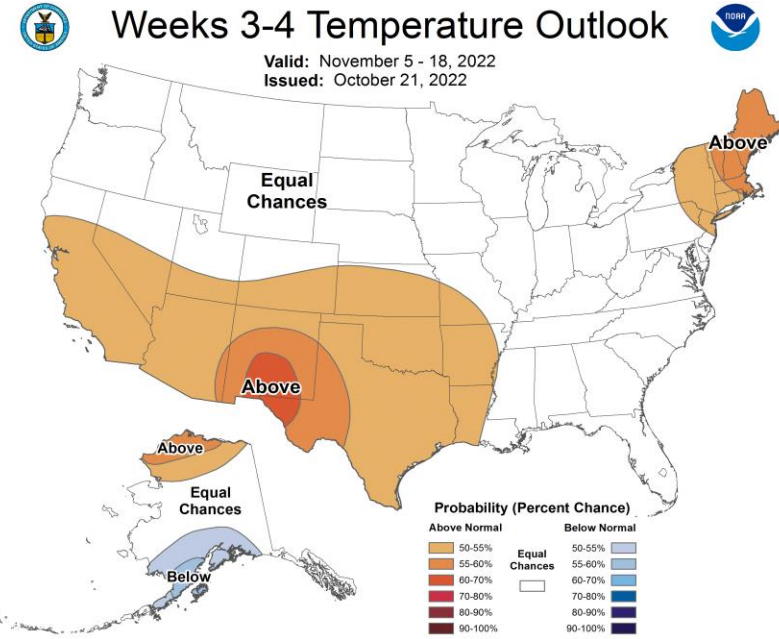 Weeks 3-4 Temperature Outlook
NOAA
Valid: November 5 - 18, 2022
Issued: October 21, 2022
Above
Equal
Chances
Above
Above
Equal
Chances
Below
Probability (Percent Chance)
Above Normal
Below Normal
Equal
Chances
50-55%
55-60%
60-70%
70-80%
80-90%
90-100%
50-55%
55-60%
60-70%
70-80%
80-90%
90-100%